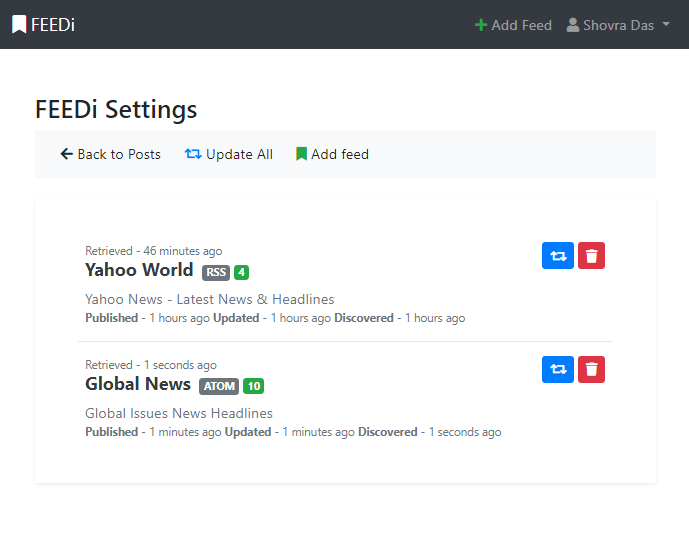 FEEDi
Add Feed
Shovra Das
FEEDi Settings
Back to Posts Update All Add feed
Retrieved - 46 minutes ago
Yahoo World RSS 4
Yahoo News - Latest News & Headlines
Published - 1 hours ago Updated - 1 hours ago Discovered - 1 hours ago
Retrieved - 1 seconds ago
Global News ATOM 10
Global Issues News Headlines
Published - 1 minutes ago Updated - 1 minutes ago Discovered - 1 seconds ago